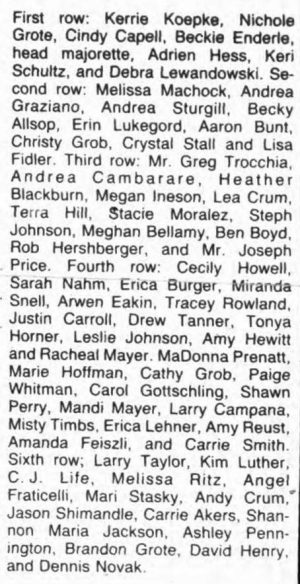 First row: Kerrie Koepke, Nichole
Grote, Cindy Capell, Beckie Enderle,
head majorette, Adrien Hess, Keri
Schultz, and Debra Lewandowski. Se-
cond row: Melissa Machock, Andrea
Graziano, Andrea Sturgill, Becky
Allsop, Erin Lukegord, Aaron Bunt,
Christy Grob, Crystal Stall and Lisa
Fidler. Third row: Mr. Greg Trocchia,
Andrea Cambarare, Heather
Blackburn, Megan Ineson, Lea Crum,
Terra Hill, Stacie Moralez, Steph
Johnson, Meghan Bellamy, Ben Boyd,
Rob Hershberger, and Mr. Joseph
Price. Fourth row: Cecily Howell,
Sarah Nahm, Erica Burger, Miranda
Snell, Arwen Eakin, Tracey Rowland,
Justin Carroll, Drew Tanner, Tonya
Horner, Leslie Johnson, Amy Hewitt
and Racheal Mayer. MaDonna Prenatt,
Marie Hoffman, Cathy Grob, Paige
Whitman, Carol Gottschling, Shawn
Perry, Mandi Mayer, Larry Campana,
Misty Timbs, Erica Lehner, Amy Reust,
Amanda Feiszli, and Carrie Smith.
Sixth row; Larry Taylor, Kim Luther,
C. J. Life, Melissa Ritz, Angel
Fraticelli, Mari Stasky, Andy Crum,
Jason Shimandle, Carrie Akers, Shan-
non Maria Jackson, Ashley Penn-
ington, Brandon Grote, David Henry,
and Dennis Novak.